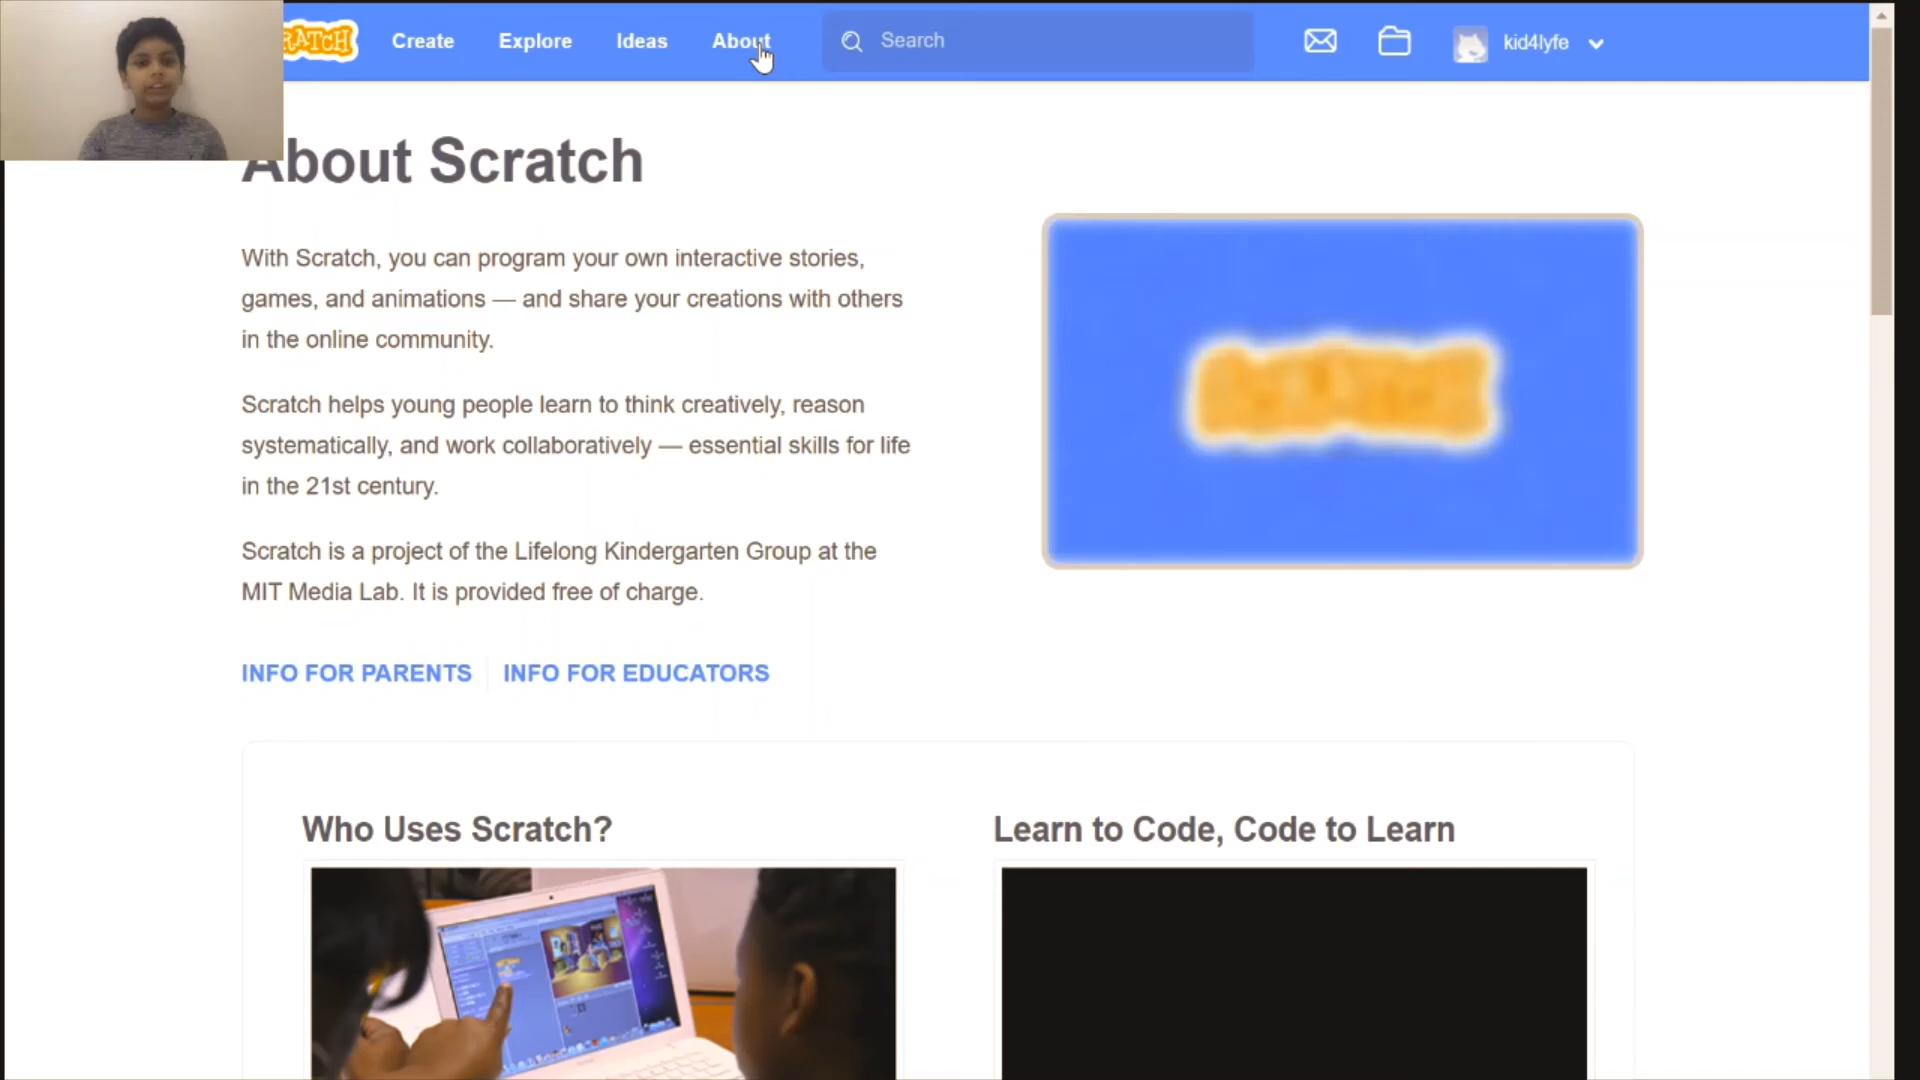 RATCH Create Explore Ideas About Search kid4lyfe
About Scratch
With Scratch, you can program your own interactive stories,
games, and animations — and share your creations with others
in the online community.
Scratch helps young people learn to think creatively, reason
systematically, and work collaboratively — essential skills for life
in the 21st century.
Scratch is a project of the Lifelong Kindergarten Group at the
MIT Media Lab. It is provided free of charge.
INFO FOR PARENTS INFO FOR EDUCATORS
Who Uses Scratch? Learn to Code, Code to Learn